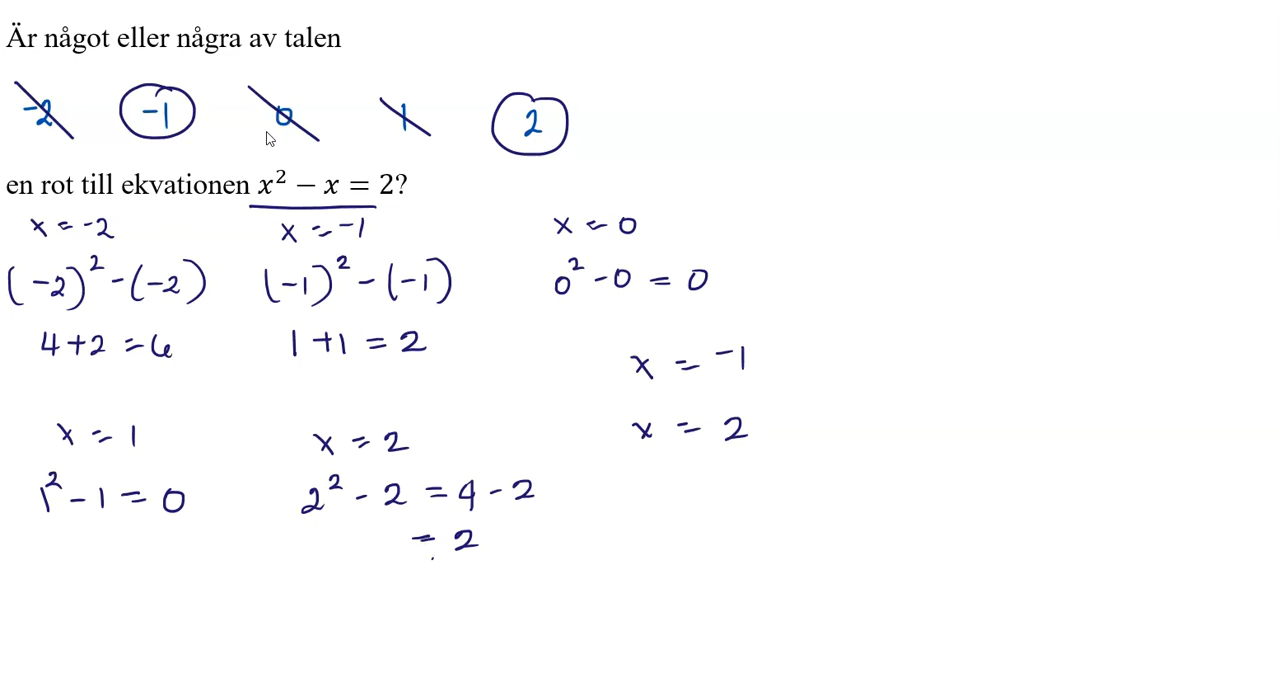 Är något eller några av talen
-2 -1 0 1 2
en rot till ekvationen x² − x = 2?
x = -2 x = -1 x = 0
(-2)² - (-2) (-1)² - (-1) 0² - 0 = 0
4 + 2 = 6 1 + 1 = 2
x = -1
x = 1 x = 2 x = 2
1² - 1 = 0 2² - 2 = 4 - 2
= 2